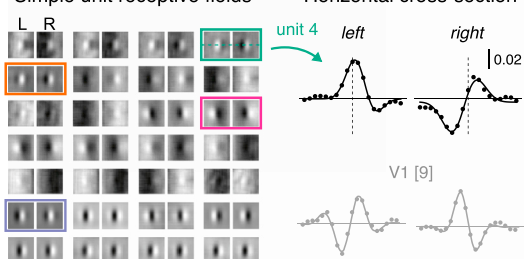 Simple unit receptive fields
Horizontal cross-section
L R
unit 4
left
right
0.02
V1 [9]